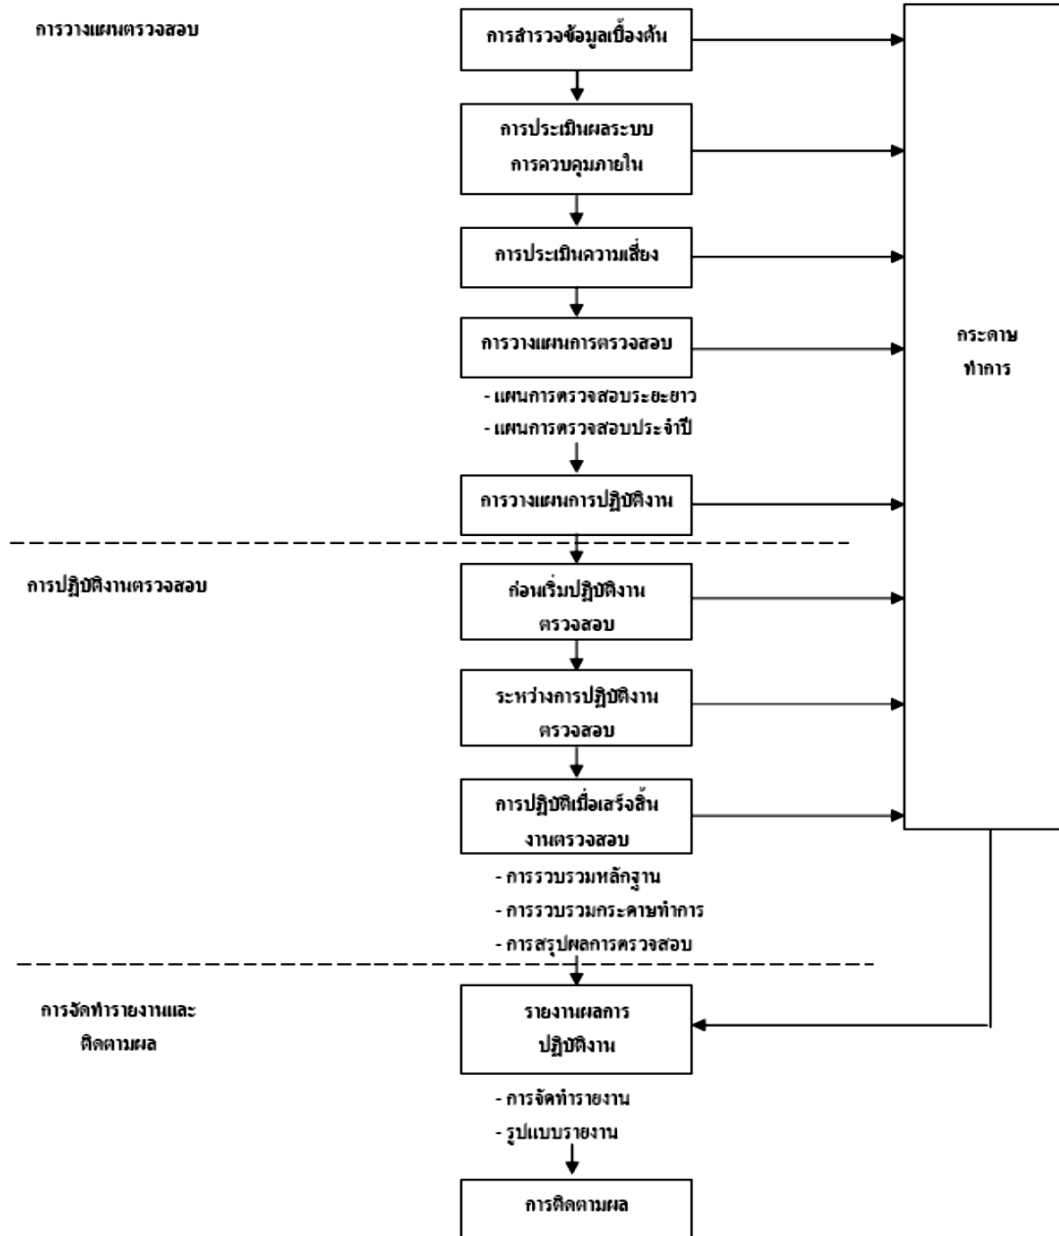 การวางแผนตรวจสอบ
การสำรวจข้อมูลเบื้องต้น
การประเมินผลระบบ
การควบคุมภายใน
การประเมินความเสี่ยง
การวางแผนการตรวจสอบ
- แผนการตรวจสอบระยะยาว
- แผนการตรวจสอบประจำปี
การวางแผนการปฏิบัติงาน
กระดาษ
ทำการ
การปฏิบัติงานตรวจสอบ
ก่อนเริ่มปฏิบัติงาน
ตรวจสอบ
ระหว่างการปฏิบัติงาน
ตรวจสอบ
การปฏิบัติเมื่อเสร็จสิ้น
งานตรวจสอบ
- การรวบรวมหลักฐาน
- การรวบรวมกระดาษทำการ
- การสรุปผลการตรวจสอบ
การจัดทำรายงานและ
ติดตามผล
รายงานผลการ
ปฏิบัติงาน
- การจัดทำรายงาน
- รูปแบบรายงาน
การติดตามผล